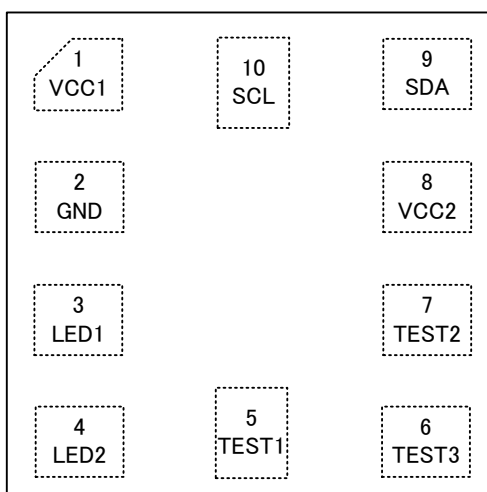 1
VCC1
10
SCL
9
SDA
2
GND
8
VCC2
3
LED1
7
TEST2
4
LED2
5
TEST1
6
TEST3